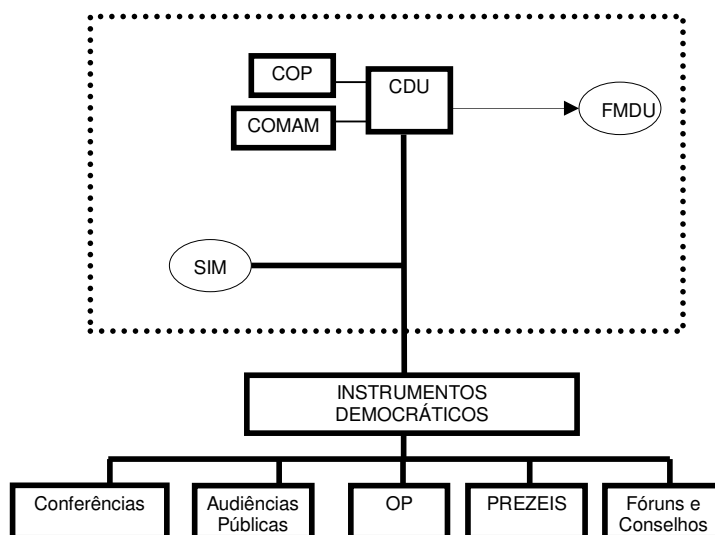 COP
CDU
FMDU
COMAM
SIM
INSTRUMENTOS
DEMOCRÁTICOS
Conferências
Audiências
Públicas
OP
PREZEIS
Fóruns e
Conselhos